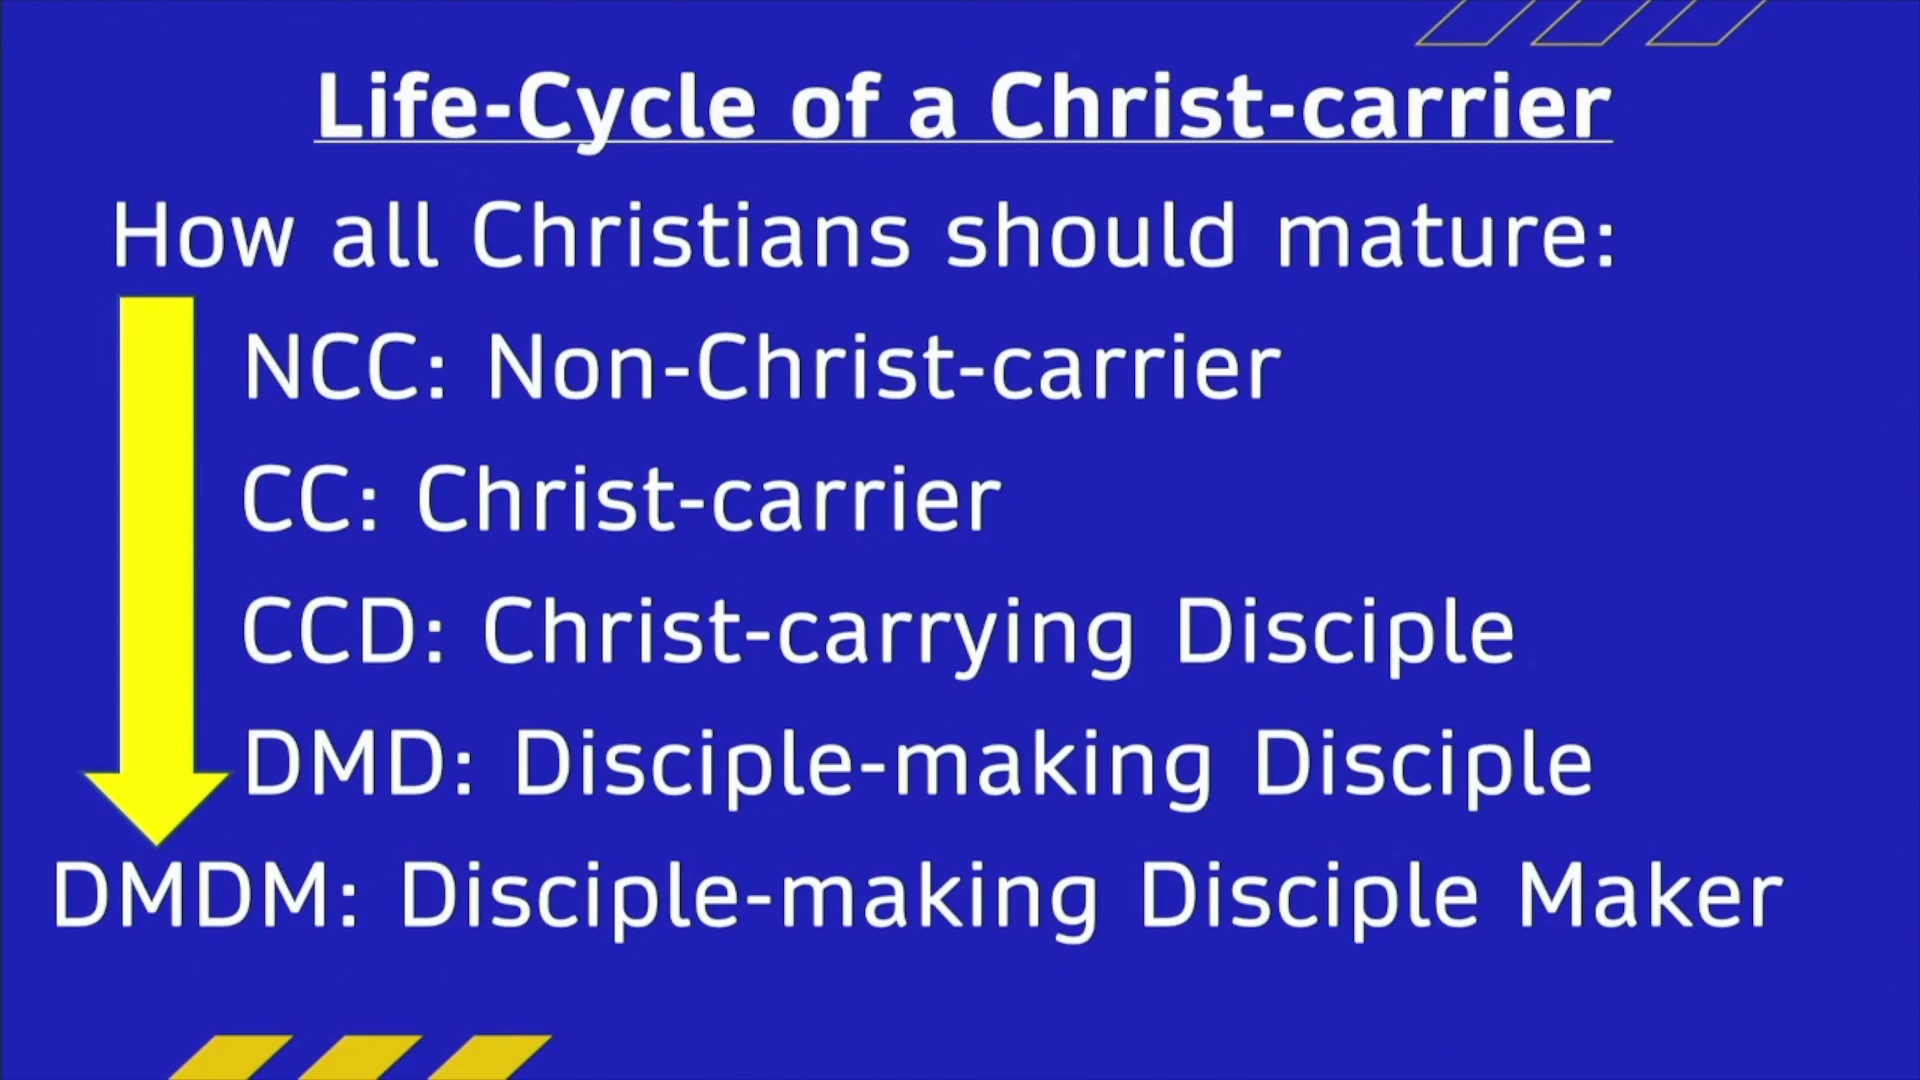 Life-Cycle of a Christ-carrier
How all Christians should mature:
NCC: Non-Christ-carrier
CC: Christ-carrier
CCD: Christ-carrying Disciple
DMD: Disciple-making Disciple
DMDM: Disciple-making Disciple Maker